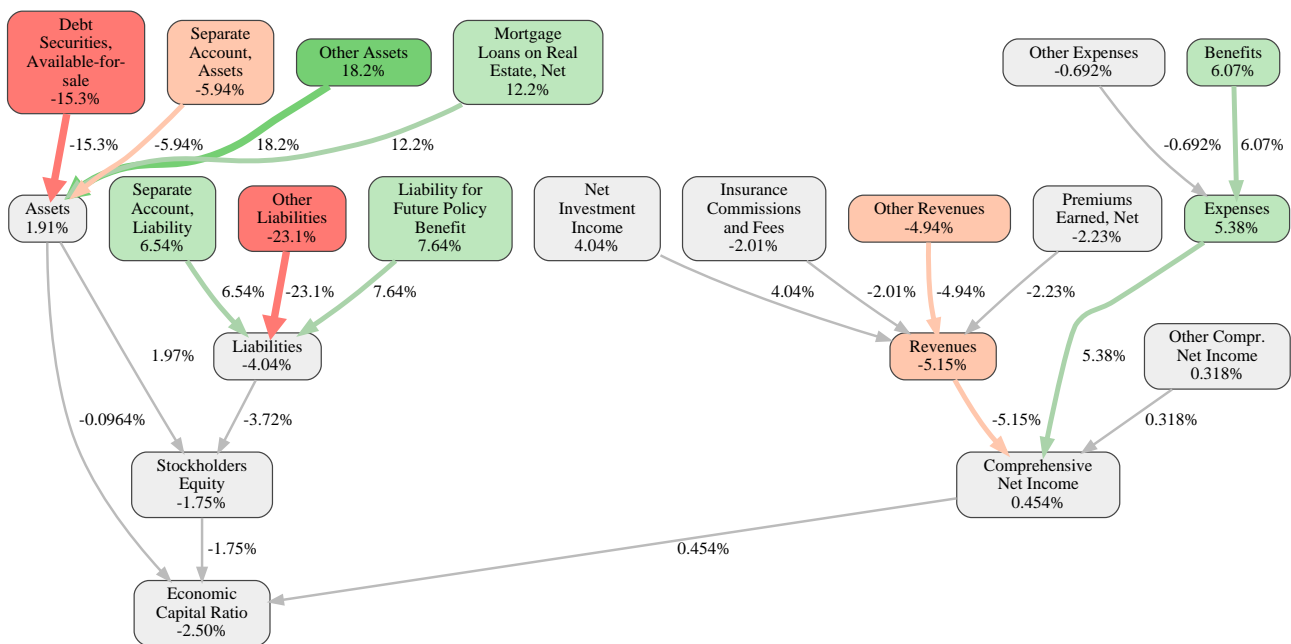 Debt
Securities,
Available-for-
sale
-15.3%
Separate
Account,
Assets
-5.94%
Other Assets
18.2%
Mortgage
Loans on Real
Estate, Net
12.2%
Other Expenses
-0.692%
Benefits
6.07%
-15.3%
-5.94%
18.2%
12.2%
-0.692%
6.07%
Assets
1.91%
Separate
Account,
Liability
6.54%
Other
Liabilities
-23.1%
Liability for
Future Policy
Benefit
7.64%
Net
Investment
Income
4.04%
Insurance
Commissions
and Fees
-2.01%
Other Revenues
-4.94%
Premiums
Earned, Net
-2.23%
Expenses
5.38%
6.54%
-23.1%
7.64%
4.04%
-2.01%
-4.94%
-2.23%
1.97%
Liabilities
-4.04%
Revenues
-5.15%
5.38%
Other Compr.
Net Income
0.318%
-0.0964%
-3.72%
-5.15%
0.318%
Stockholders
Equity
-1.75%
Comprehensive
Net Income
0.454%
-1.75%
0.454%
Economic
Capital Ratio
-2.50%